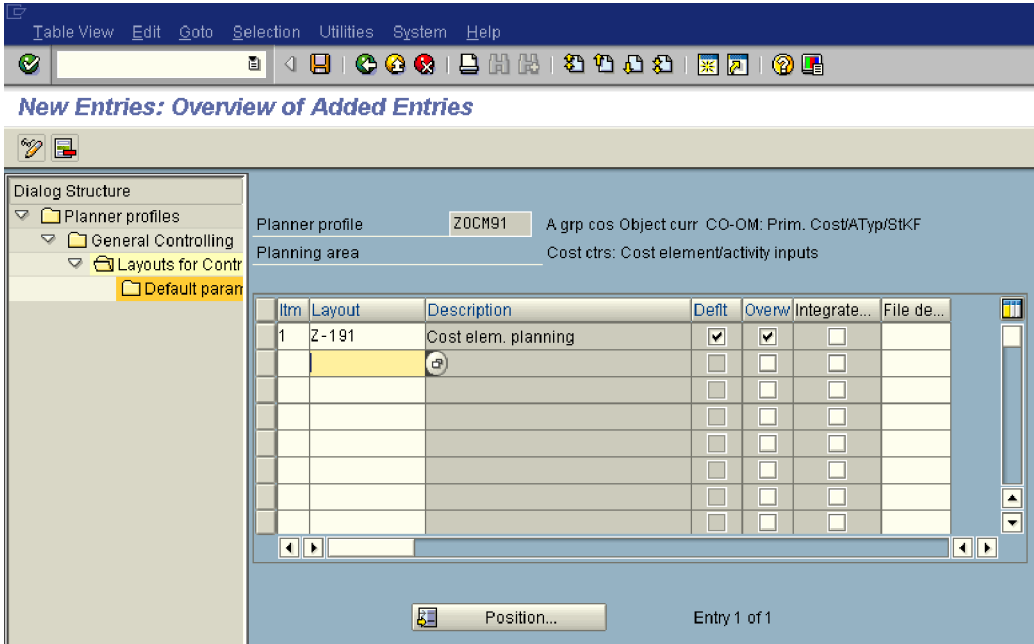 Table View Edit Goto Selection Utilities System Help
New Entries: Overview of Added Entries
Dialog Structure
Planner profiles
General Controlling
Layouts for Contr
Default param
Planner profile Z0CM91 A grp cos Object curr CO-OM: Prim. Cost/ATyp/StKF
Planning area Cost ctrs: Cost element/activity inputs
Itm Layout Description Deflt Overw Integrate... File de...
1 Z-191 Cost elem. planning
Position... Entry 1 of 1